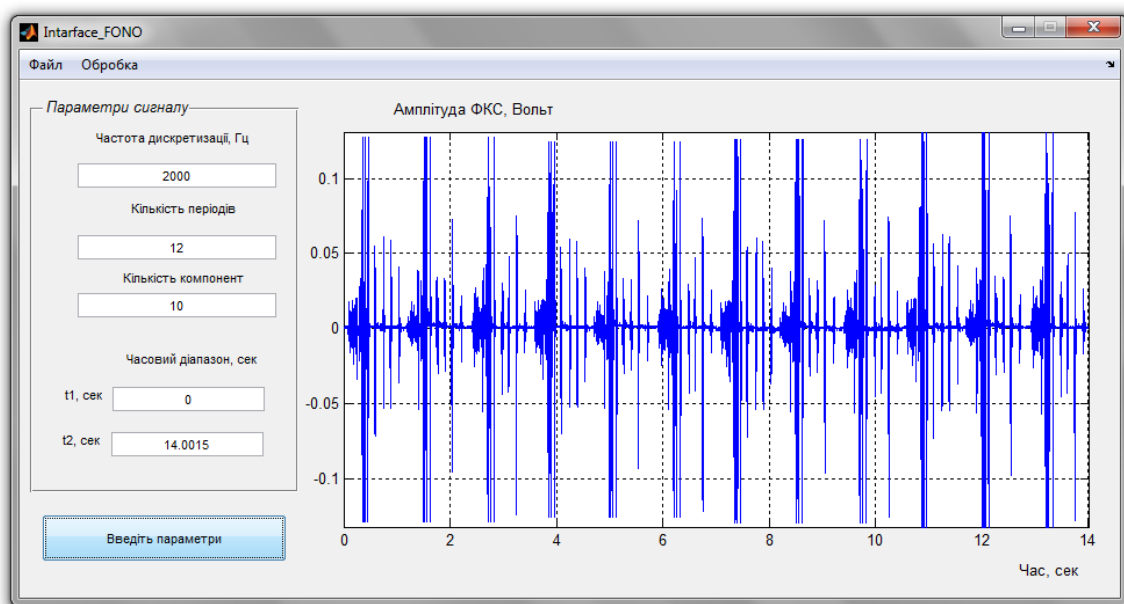 Intarface_FONO
Файл Обробка
Параметри сигналу
Частота дискретизації, Гц
2000
Кількість періодів
12
Кількість компонент
10
Часовий діапазон, сек
t1, сек 0
t2, сек 14.0015
Введіть параметри
Амплітуда ФКС, Вольт
0.1
0.05
0
-0.05
-0.1
0 2 4 6 8 10 12 14
Час, сек